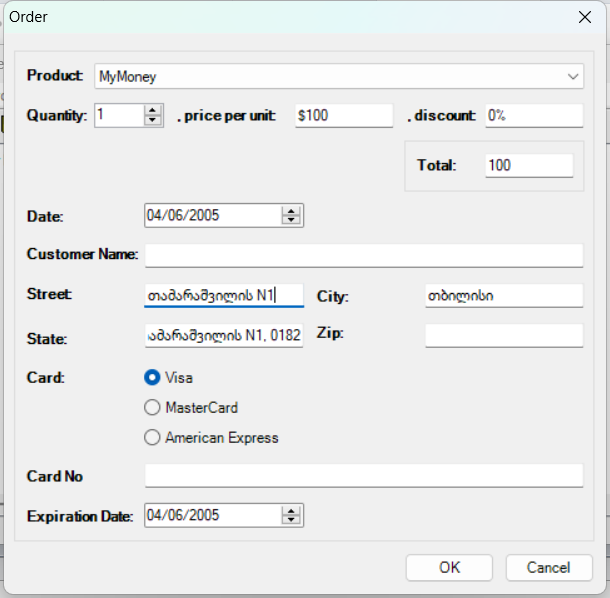 Order
Product: MyMoney
Quantity: 1 , price per unit: $100 , discount: 0%
Total: 100
Date: 04/06/2005
Customer Name:
Street: თამარაშვილის N1 City: თბილისი
State: ამარაშვილის N1, 0182 Zip:
Card: Visa
MasterCard
American Express
Card No
Expiration Date: 04/06/2005
OK Cancel